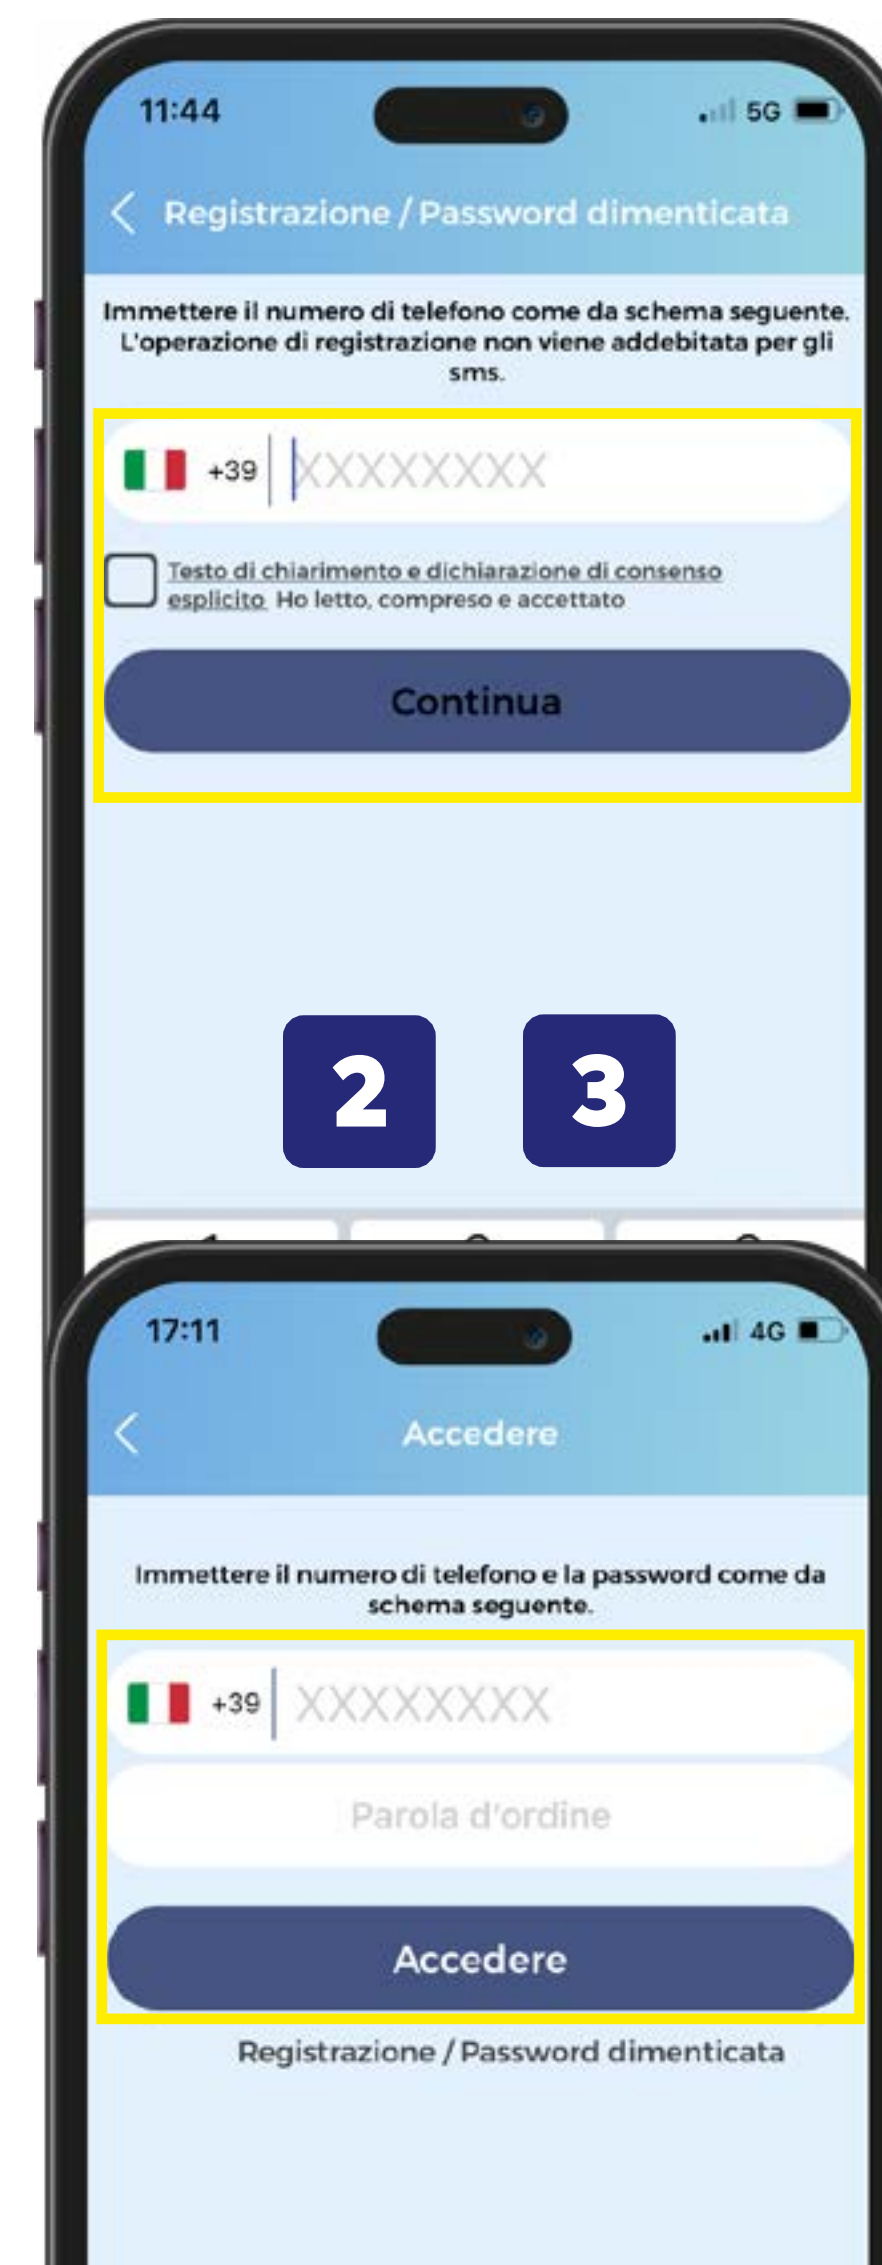 11:44
5G
Registrazione / Password dimenticata
Immettere il numero di telefono come da schema seguente.
L'operazione di registrazione non viene addebitata per gli
sms.
+39 XXXXXXXX
Testo di chiarimento e dichiarazione di consenso
esplicito Ho letto, compreso e accettato
Continua
2 3
17:11
4G
Accedere
Immettere il numero di telefono e la password come da
schema seguente.
+39 XXXXXXXX
Parola d'ordine
Accedere
Registrazione / Password dimenticata